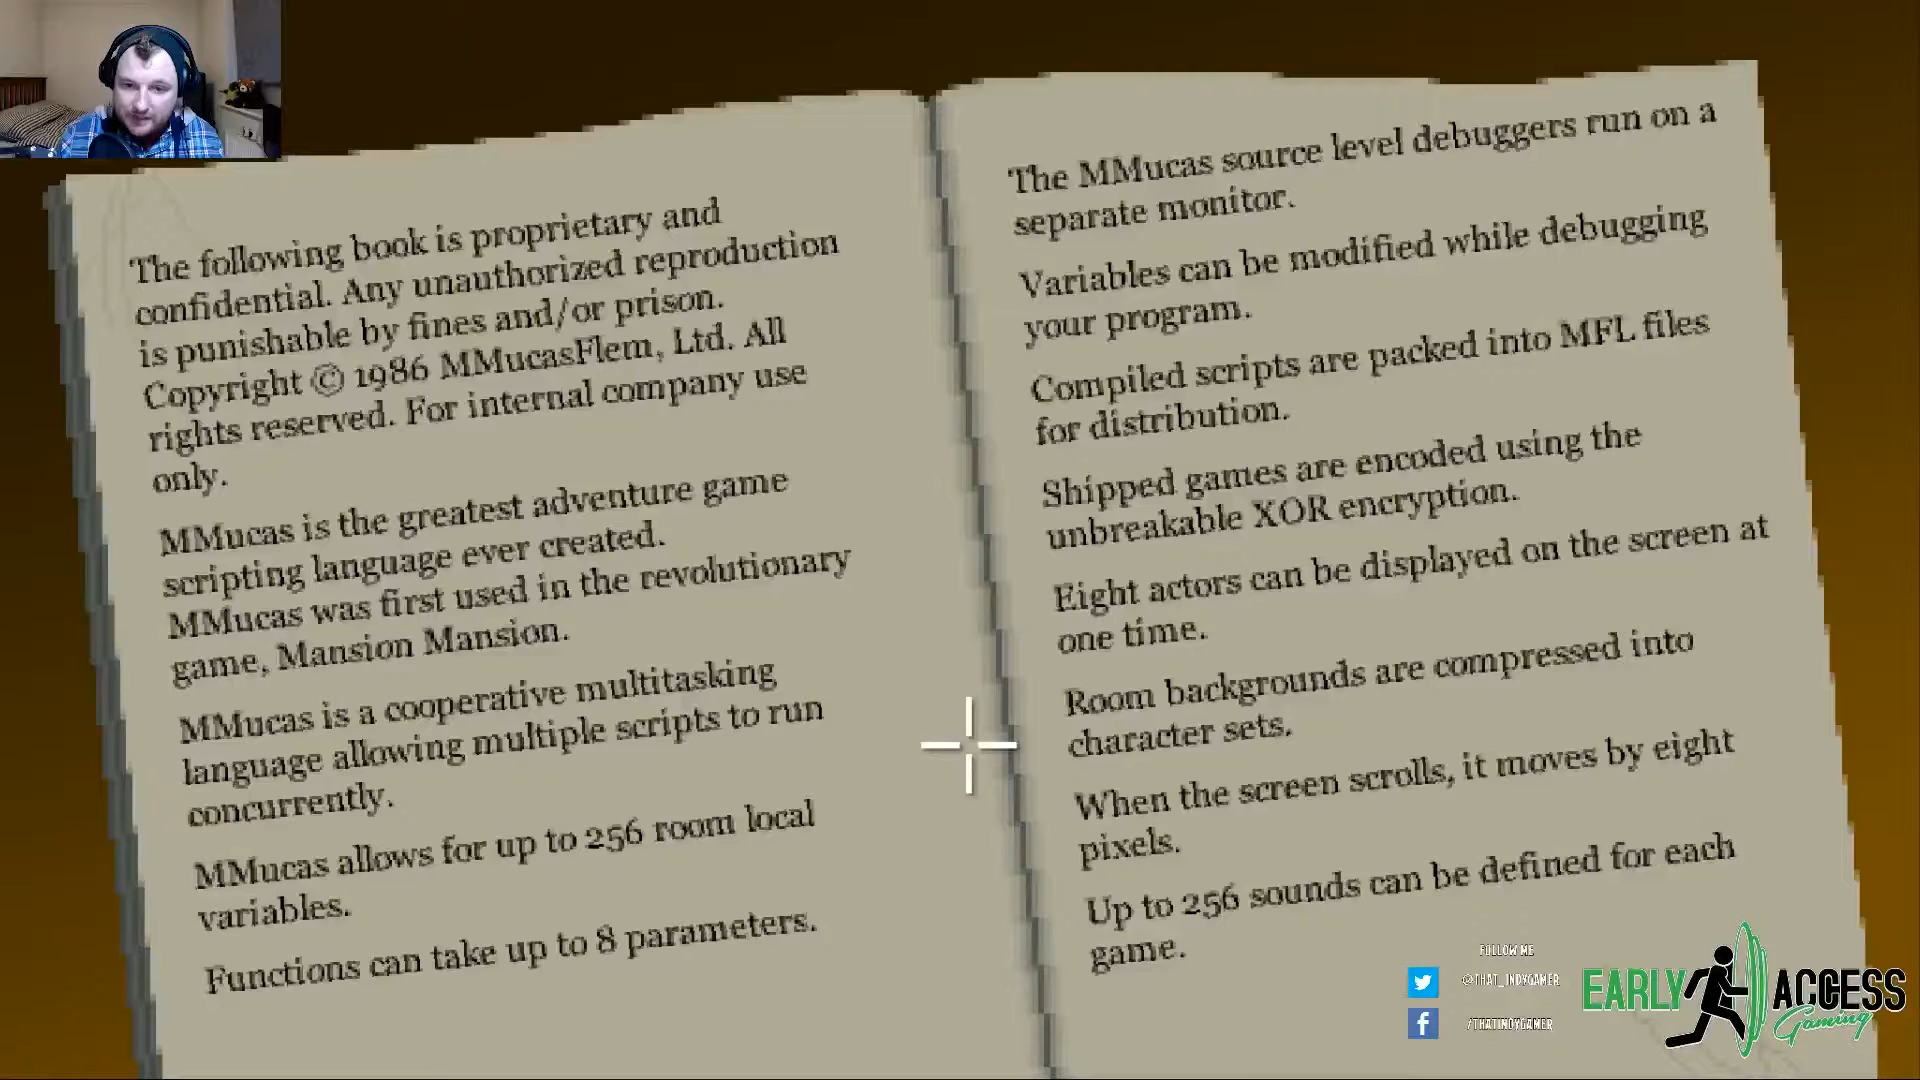 The following book is proprietary and
confidential. Any unauthorized reproduction
is punishable by fines and/or prison.
Copyright © 1986 MMucasFlem, Ltd. All
rights reserved. For internal company use
only.
MMucas is the greatest adventure game
scripting language ever created.
MMucas was first used in the revolutionary
game, Mansion Mansion.
MMucas is a cooperative multitasking
language allowing multiple scripts to run
concurrently.
MMucas allows for up to 256 room local
variables.
Functions can take up to 8 parameters.
The MMucas source level debuggers run on a
separate monitor.
Variables can be modified while debugging
your program.
Compiled scripts are packed into MFL files
for distribution.
Shipped games are encoded using the
unbreakable XOR encryption.
Eight actors can be displayed on the screen at
one time.
Room backgrounds are compressed into
character sets.
When the screen scrolls, it moves by eight
pixels.
Up to 256 sounds can be defined for each
game.
FOLLOW ME
@THAT_INDYGAMER
/THATINDYGAMER
EARLY ACCESS
Gaming